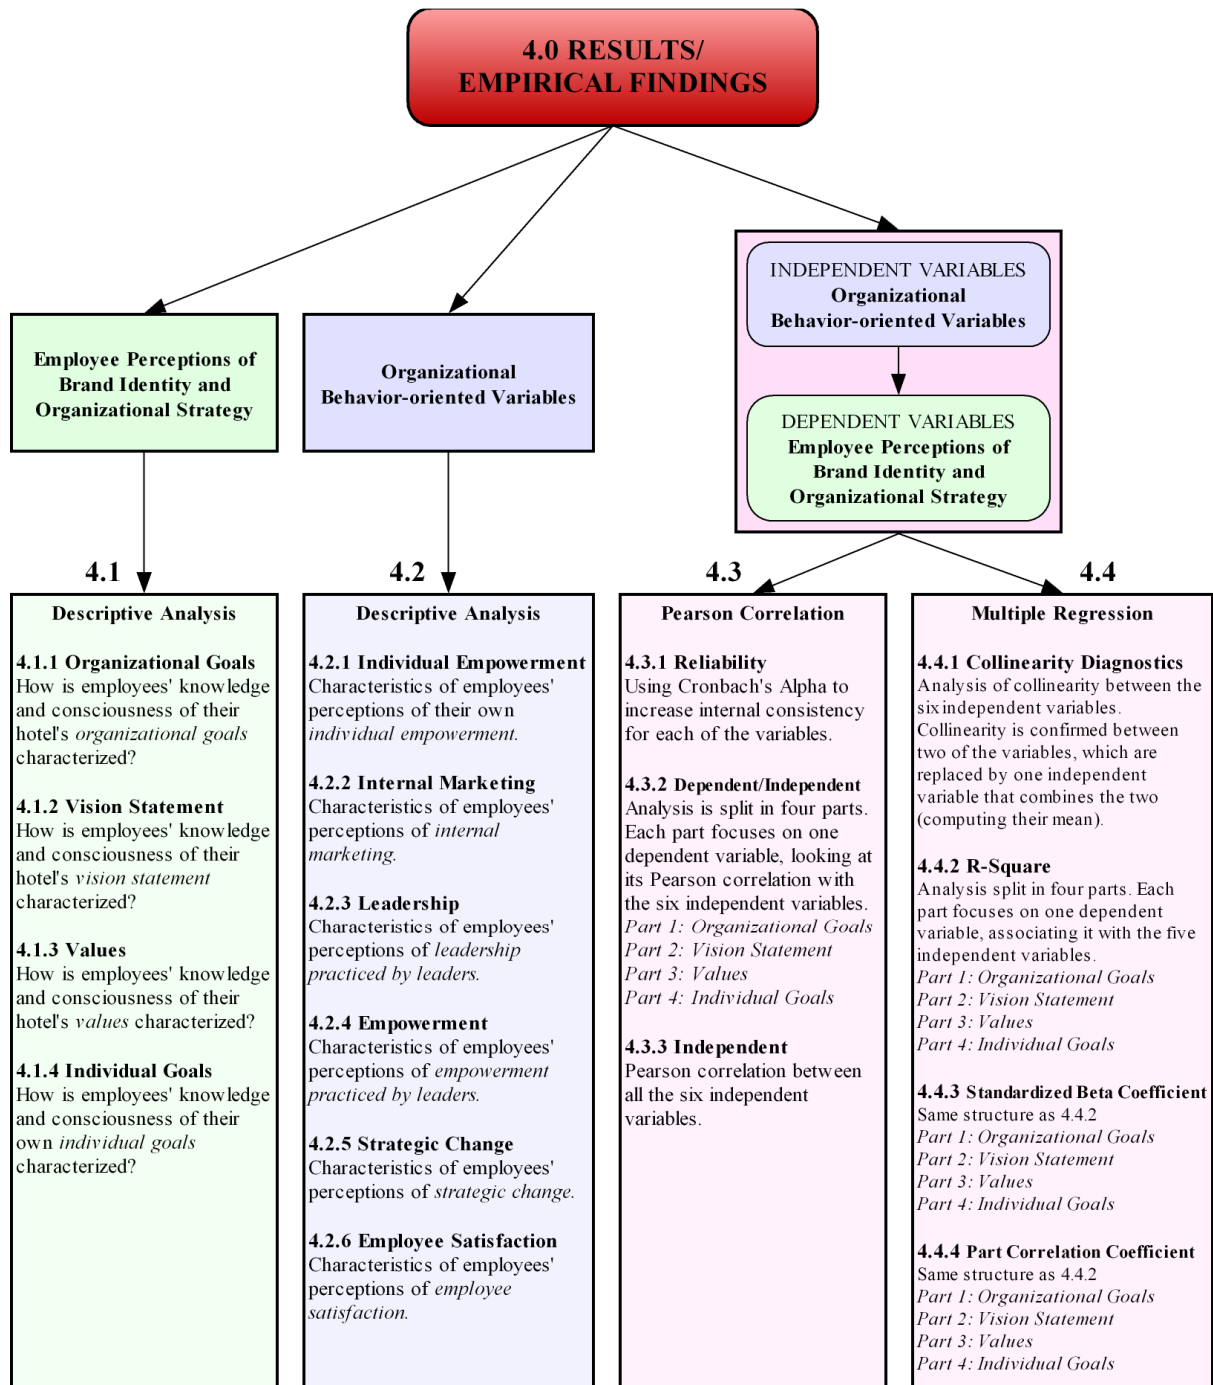 4.0 RESULTS/
EMPIRICAL FINDINGS
Employee Perceptions of
Brand Identity and
Organizational Strategy
Organizational
Behavior-oriented Variables
INDEPENDENT VARIABLES
Organizational
Behavior-oriented Variables
DEPENDENT VARIABLES
Employee Perceptions of
Brand Identity and
Organizational Strategy
4.1
Descriptive Analysis
4.1.1 Organizational Goals
How is employees' knowledge
and consciousness of their
hotel's organizational goals
characterized?
4.1.2 Vision Statement
How is employees' knowledge
and consciousness of their
hotel's vision statement
characterized?
4.1.3 Values
How is employees' knowledge
and consciousness of their
hotel's values characterized?
4.1.4 Individual Goals
How is employees' knowledge
and consciousness of their
own individual goals
characterized?
4.2
Descriptive Analysis
4.2.1 Individual Empowerment
Characteristics of employees'
perceptions of their own
individual empowerment.
4.2.2 Internal Marketing
Characteristics of employees'
perceptions of internal
marketing.
4.2.3 Leadership
Characteristics of employees'
perceptions of leadership
practiced by leaders.
4.2.4 Empowerment
Characteristics of employees'
perceptions of empowerment
practiced by leaders.
4.2.5 Strategic Change
Characteristics of employees'
perceptions of strategic change.
4.2.6 Employee Satisfaction
Characteristics of employees'
perceptions of employee
satisfaction.
4.3
Pearson Correlation
4.3.1 Reliability
Using Cronbach's Alpha to
increase internal consistency
for each of the variables.
4.3.2 Dependent/Independent
Analysis is split in four parts.
Each part focuses on one
dependent variable, looking at
its Pearson correlation with
the six independent variables.
Part 1: Organizational Goals
Part 2: Vision Statement
Part 3: Values
Part 4: Individual Goals
4.3.3 Independent
Pearson correlation between
all the six independent
variables.
4.4
Multiple Regression
4.4.1 Collinearity Diagnostics
Analysis of collinearity between the
six independent variables.
Collinearity is confirmed between
two of the variables, which are
replaced by one independent
variable that combines the two
(computing their mean).
4.4.2 R-Square
Analysis split in four parts. Each
part focuses on one dependent
variable, associating it with the five
independent variables.
Part 1: Organizational Goals
Part 2: Vision Statement
Part 3: Values
Part 4: Individual Goals
4.4.3 Standardized Beta Coefficient
Same structure as 4.4.2
Part 1: Organizational Goals
Part 2: Vision Statement
Part 3: Values
Part 4: Individual Goals
4.4.4 Part Correlation Coefficient
Same structure as 4.4.2
Part 1: Organizational Goals
Part 2: Vision Statement
Part 3: Values
Part 4: Individual Goals